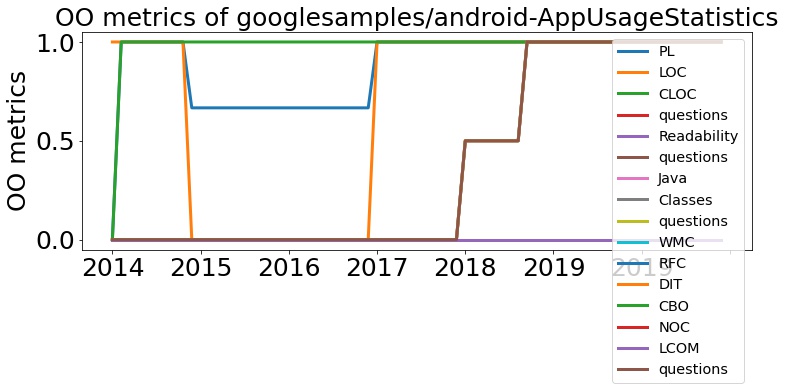 OO metrics of googlesamples/android-AppUsageStatistics
OO metrics
1.0
0.5
0.0
2014
2015
2016
2017
2018
2019
2019
PL
LOC
CLOC
questions
Readability
questions
Java
Classes
questions
WMC
RFC
DIT
CBO
NOC
LCOM
questions